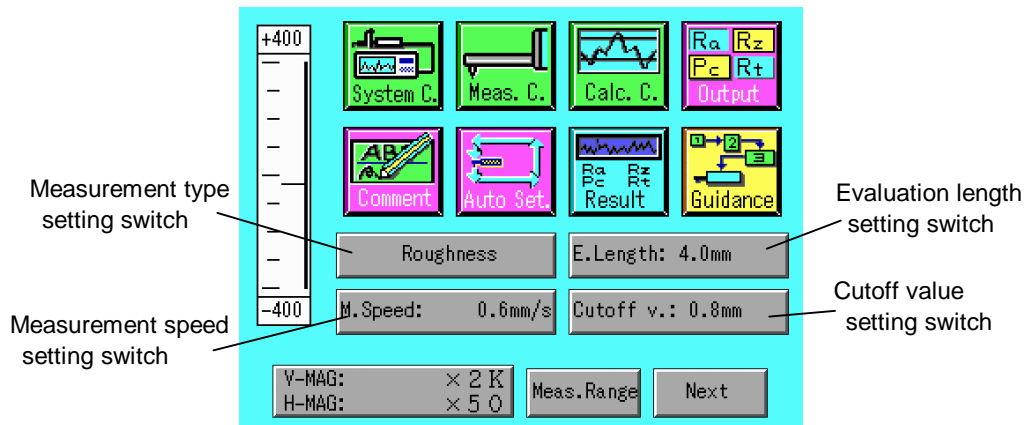 +400
System C.
Meas. C.
Calc. C.
Ra Rz
Pc Rt
Output
ABC
Comment
Auto Set.
Ra Rz
Pc Rt
Result
1 2
3
Guidance
Measurement type
setting switch
Evaluation length
setting switch
Roughness
E.Length: 4.0mm
-400
M.Speed: 0.6mm/s
Cutoff v.: 0.8mm
Measurement speed
setting switch
Cutoff value
setting switch
V-MAG: ×2K
H-MAG: ×50
Meas.Range
Next